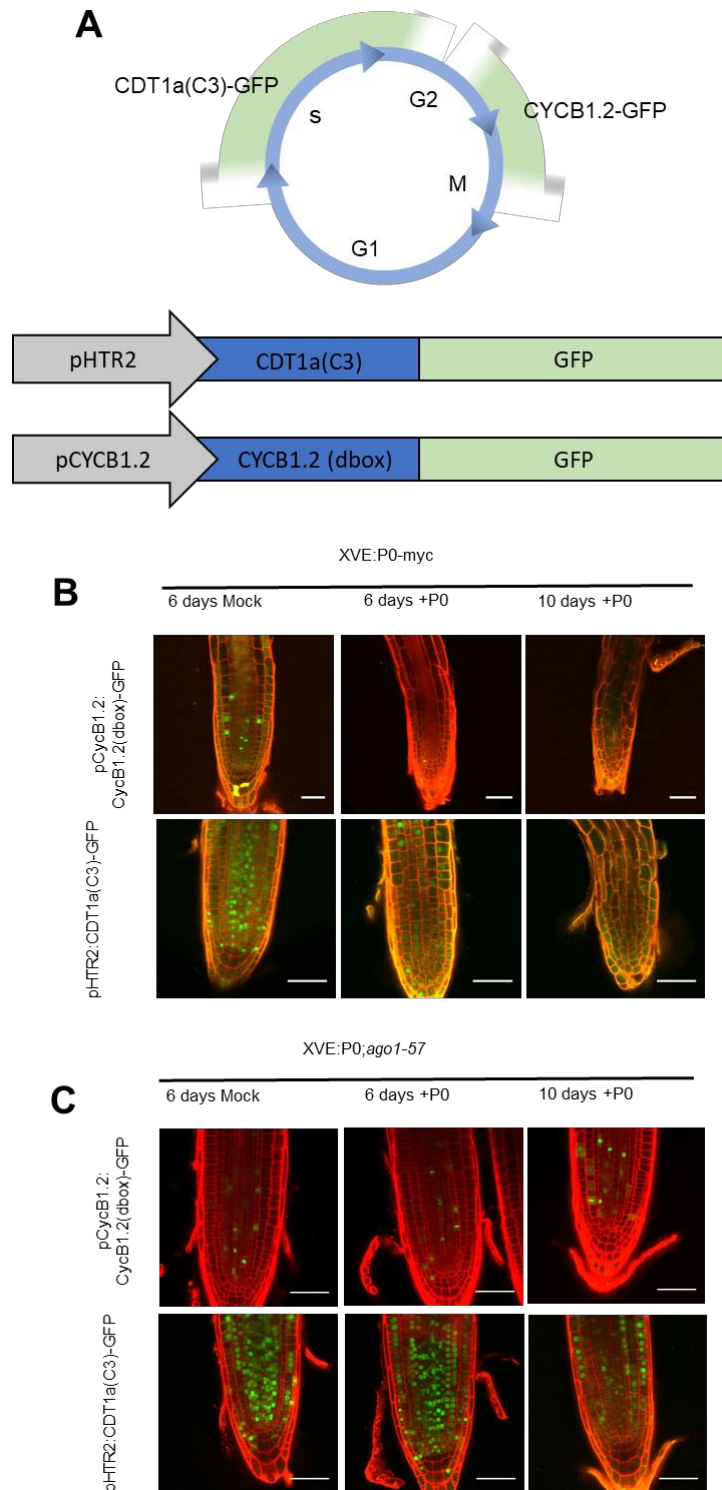 A
CDT1a(C3)-GFP
G2
CYCB1.2-GFP
s
M
G1
pHTR2 CDT1a(C3) GFP
pCYCB1.2 CYCB1.2 (dbox) GFP
XVE:P0-myc
B
6 days Mock 6 days +P0 10 days +P0
pCycB1.2:
CycB1.2(dbox)-GFP
pHTR2:CDT1a(C3)-GFP
XVE:P0;ago1-57
C
6 days Mock 6 days +P0 10 days +P0
pCycB1.2:
CycB1.2(dbox)-GFP
pHTR2:CDT1a(C3)-GFP